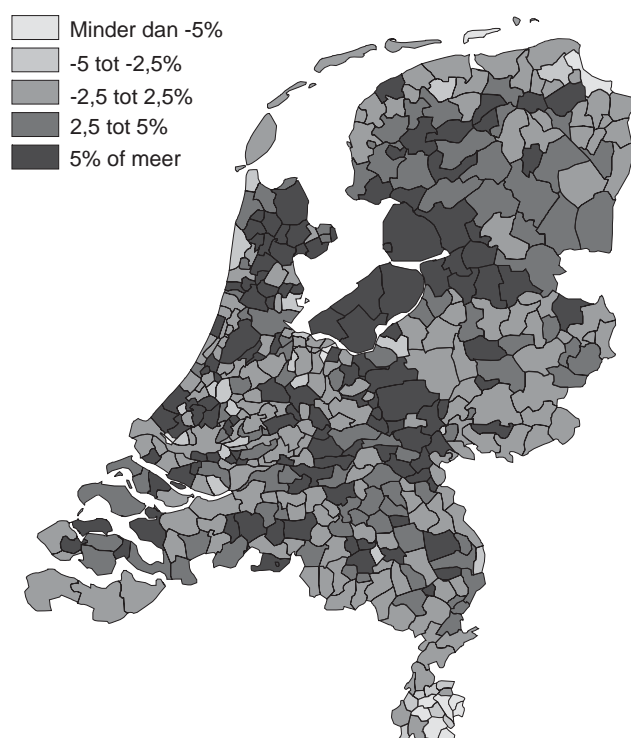 Minder dan -5%
-5 tot -2,5%
-2,5 tot 2,5%
2,5 tot 5%
5% of meer